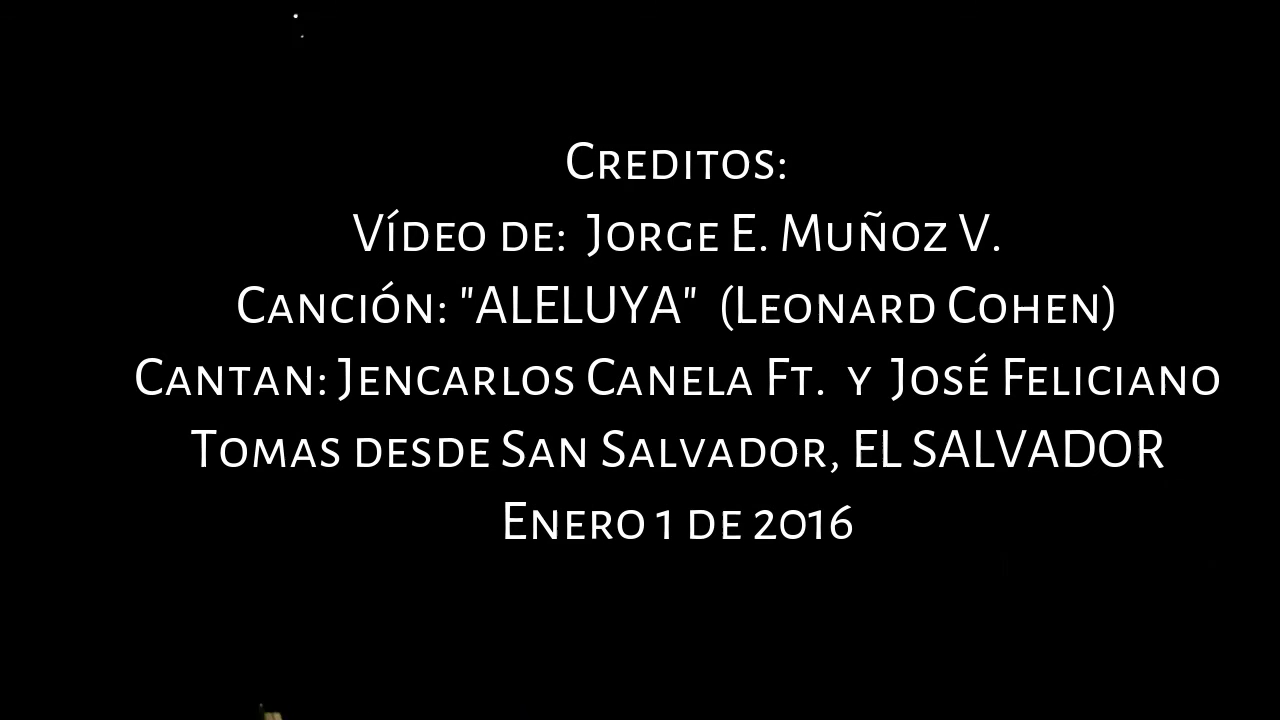 Creditos:
Vídeo de: Jorge E. Muñoz V.
Canción: "ALELUYA" (Leonard Cohen)
Cantan: Jencarlos Canela Ft. y José Feliciano
Tomas desde San Salvador, EL SALVADOR
Enero 1 de 2016